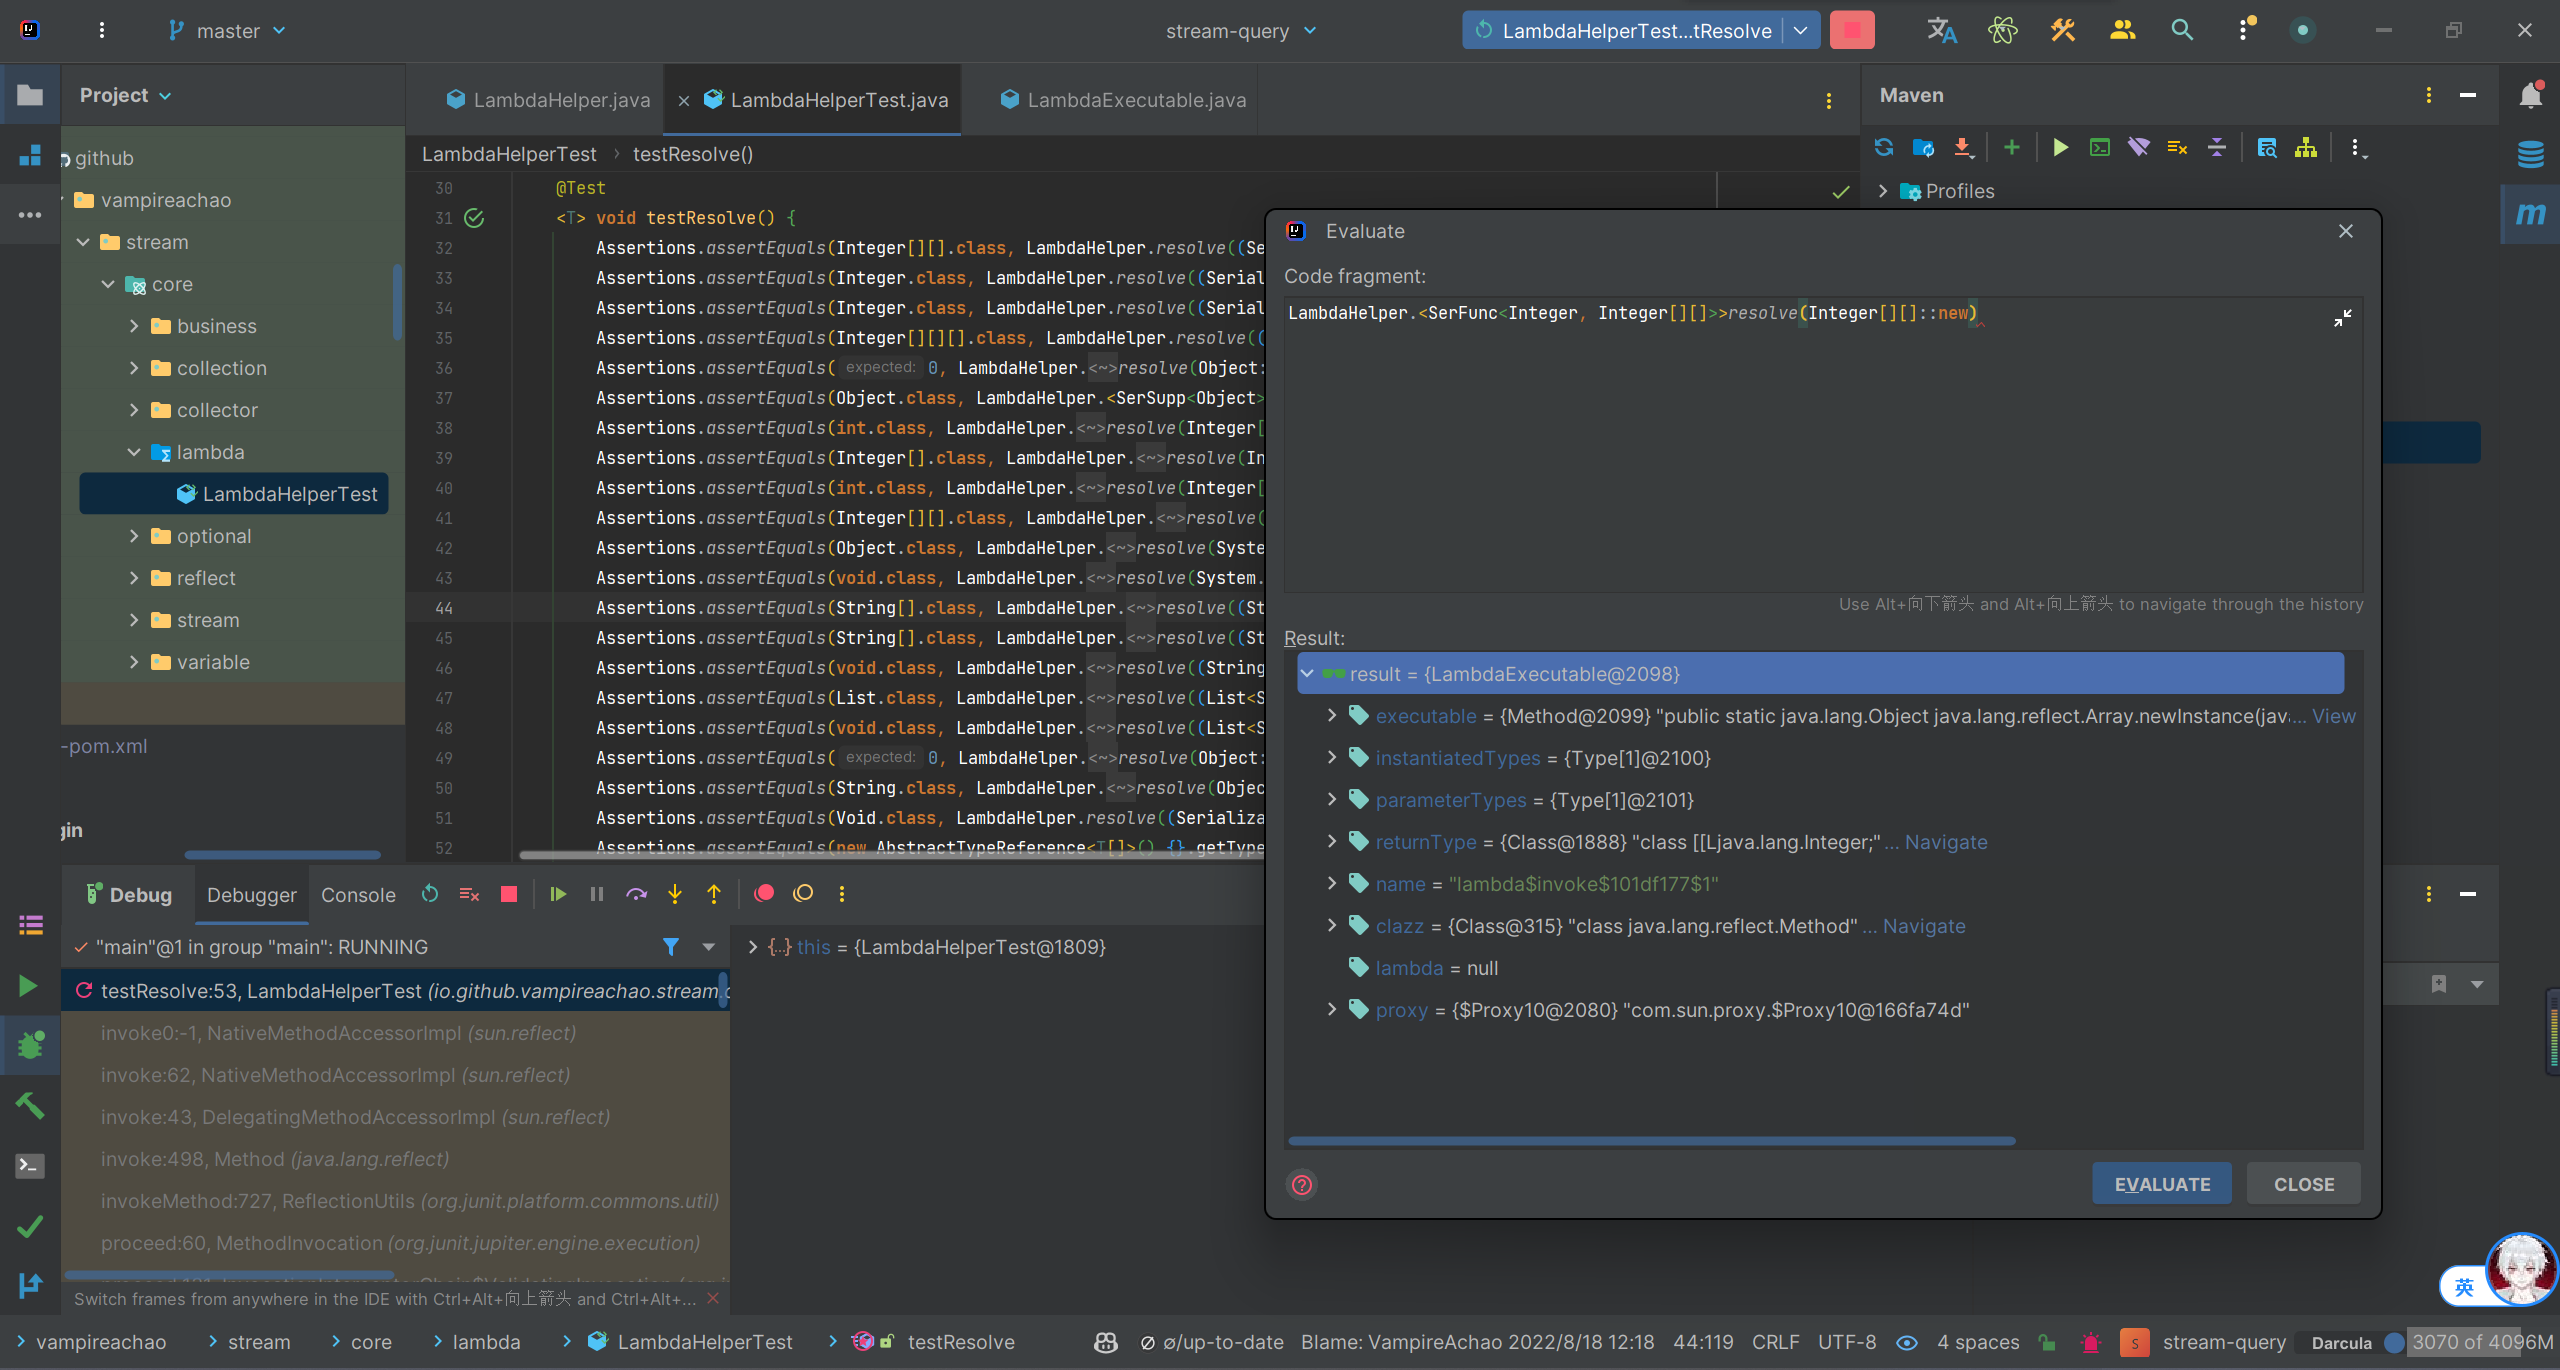 master
stream-query
LambdaHelperTest...tResolve
Project
LambdaHelper.java
LambdaHelperTest.java
LambdaExecutable.java
Maven
LambdaHelperTest › testResolve()
Profiles
github
vampireachao
stream
core
business
collection
collector
lambda
LambdaHelperTest
optional
reflect
stream
variable
-pom.xml
gin
30 @Test
31 <T> void testResolve() {
32 Assertions.assertEquals(Integer[][].class, LambdaHelper.resolve((Se
33 Assertions.assertEquals(Integer.class, LambdaHelper.resolve((Serial
34 Assertions.assertEquals(Integer.class, LambdaHelper.resolve((Serial
35 Assertions.assertEquals(Integer[][][].class, LambdaHelper.resolve((
36 Assertions.assertEquals( expected: 0, LambdaHelper.<~>resolve(Object:
37 Assertions.assertEquals(Object.class, LambdaHelper.<SerSupp<Object>
38 Assertions.assertEquals(int.class, LambdaHelper.<~>resolve(Integer[
39 Assertions.assertEquals(Integer[].class, LambdaHelper.<~>resolve(In
40 Assertions.assertEquals(int.class, LambdaHelper.<~>resolve(Integer[
41 Assertions.assertEquals(Integer[][].class, LambdaHelper.<~>resolve(
42 Assertions.assertEquals(Object.class, LambdaHelper.<~>resolve(Syste
43 Assertions.assertEquals(void.class, LambdaHelper.<~>resolve(System.
44 Assertions.assertEquals(String[].class, LambdaHelper.<~>resolve((St
45 Assertions.assertEquals(String[].class, LambdaHelper.<~>resolve((St
46 Assertions.assertEquals(void.class, LambdaHelper.<~>resolve((String
47 Assertions.assertEquals(List.class, LambdaHelper.<~>resolve((List<S
48 Assertions.assertEquals(void.class, LambdaHelper.<~>resolve((List<S
49 Assertions.assertEquals( expected: 0, LambdaHelper.<~>resolve(Object:
50 Assertions.assertEquals(String.class, LambdaHelper.<~>resolve(Objec
51 Assertions.assertEquals(Void.class, LambdaHelper.resolve((Serializa
52 Assertions.assertEquals(new AbstractTypeReference<T[]>() {}.getType
Evaluate
Code fragment:
LambdaHelper.<SerFunc<Integer, Integer[][]>>resolve(Integer[][]::new)
Use Alt+向下箭头 and Alt+向上箭头 to navigate through the history
Result:
result = {LambdaExecutable@2098}
executable = {Method@2099} "public static java.lang.Object java.lang.reflect.Array.newInstance(jav... View
instantiatedTypes = {Type[1]@2100}
parameterTypes = {Type[1]@2101}
returnType = {Class@1888} "class [[Ljava.lang.Integer;" ... Navigate
name = "lambda$invoke$101df177$1"
clazz = {Class@315} "class java.lang.reflect.Method" ... Navigate
lambda = null
proxy = {$Proxy10@2080} "com.sun.proxy.$Proxy10@166fa74d"
EVALUATE
CLOSE
Debug
Debugger
Console
"main"@1 in group "main": RUNNING
this = {LambdaHelperTest@1809}
testResolve:53, LambdaHelperTest (io.github.vampireachao.stream.c
invoke0:-1, NativeMethodAccessorImpl (sun.reflect)
invoke:62, NativeMethodAccessorImpl (sun.reflect)
invoke:43, DelegatingMethodAccessorImpl (sun.reflect)
invoke:498, Method (java.lang.reflect)
invokeMethod:727, ReflectionUtils (org.junit.platform.commons.util)
proceed:60, MethodInvocation (org.junit.jupiter.engine.execution)
Switch frames from anywhere in the IDE with Ctrl+Alt+向上箭头 and Ctrl+Alt+...
英
vampireachao › stream › core › lambda › LambdaHelperTest › testResolve
ø/up-to-date
Blame: VampireAchao 2022/8/18 12:18
44:119
CRLF
UTF-8
4 spaces
S
stream-query
Darcula
3070 of 4096M